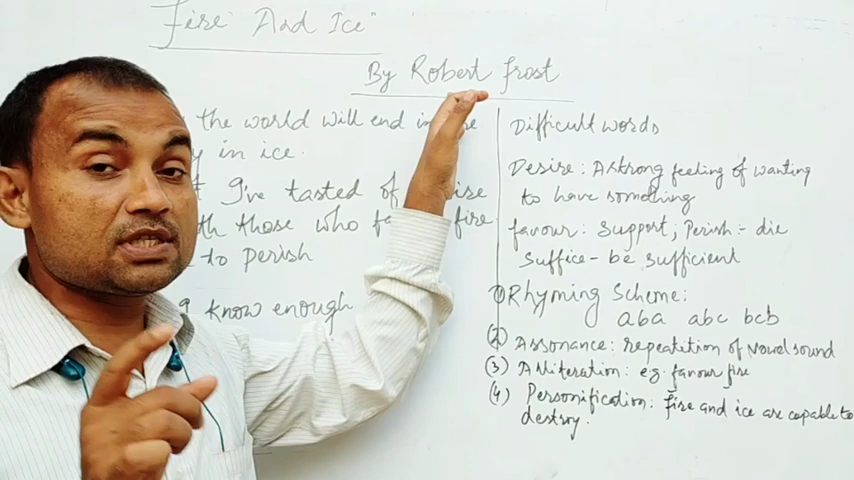 "Fire And Ice"
By Robert Frost
the world will end in
in ice.
I've tasted of
those who
fire
to perish
I know enough
Difficult words
Desire: A strong feeling of wanting
to have something
favour: support; Perish:- die
Suffice - be sufficient
① Rhyming Scheme:
aba abc bcb
(2) Assonance: repeatition of vowel sound
(3) Alliteration: e.g. favour fire
(4) Personification: fire and ice are capable to
destroy.